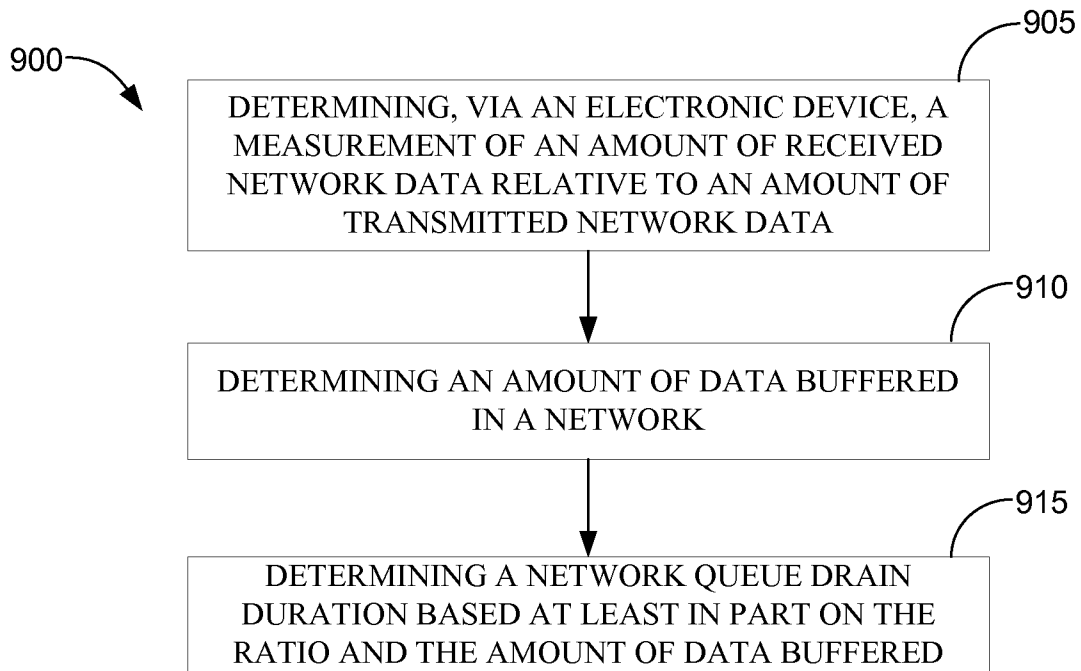 900
905
DETERMINING, VIA AN ELECTRONIC DEVICE, A
MEASUREMENT OF AN AMOUNT OF RECEIVED
NETWORK DATA RELATIVE TO AN AMOUNT OF
TRANSMITTED NETWORK DATA
910
DETERMINING AN AMOUNT OF DATA BUFFERED
IN A NETWORK
915
DETERMINING A NETWORK QUEUE DRAIN
DURATION BASED AT LEAST IN PART ON THE
RATIO AND THE AMOUNT OF DATA BUFFERED